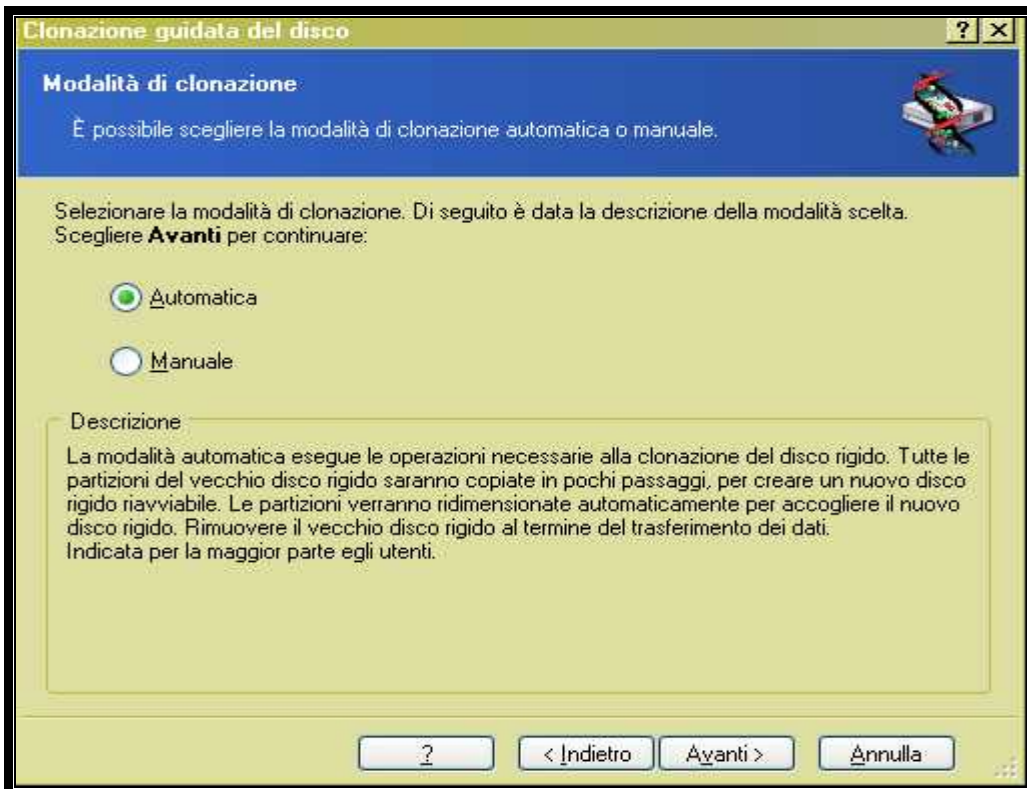 Clonazione guidata del disco
? X
Modalità di clonazione
È possibile scegliere la modalità di clonazione automatica o manuale.
Selezionare la modalità di clonazione. Di seguito è data la descrizione della modalità scelta.
Scegliere Avanti per continuare:
Automatica
Manuale
Descrizione
La modalità automatica esegue le operazioni necessarie alla clonazione del disco rigido. Tutte le
partizioni del vecchio disco rigido saranno copiate in pochi passaggi, per creare un nuovo disco
rigido riavviabile. Le partizioni verranno ridimensionate automaticamente per accogliere il nuovo
disco rigido. Rimuovere il vecchio disco rigido al termine del trasferimento dei dati.
Indicata per la maggior parte egli utenti.
? < Indietro Avanti > Annulla